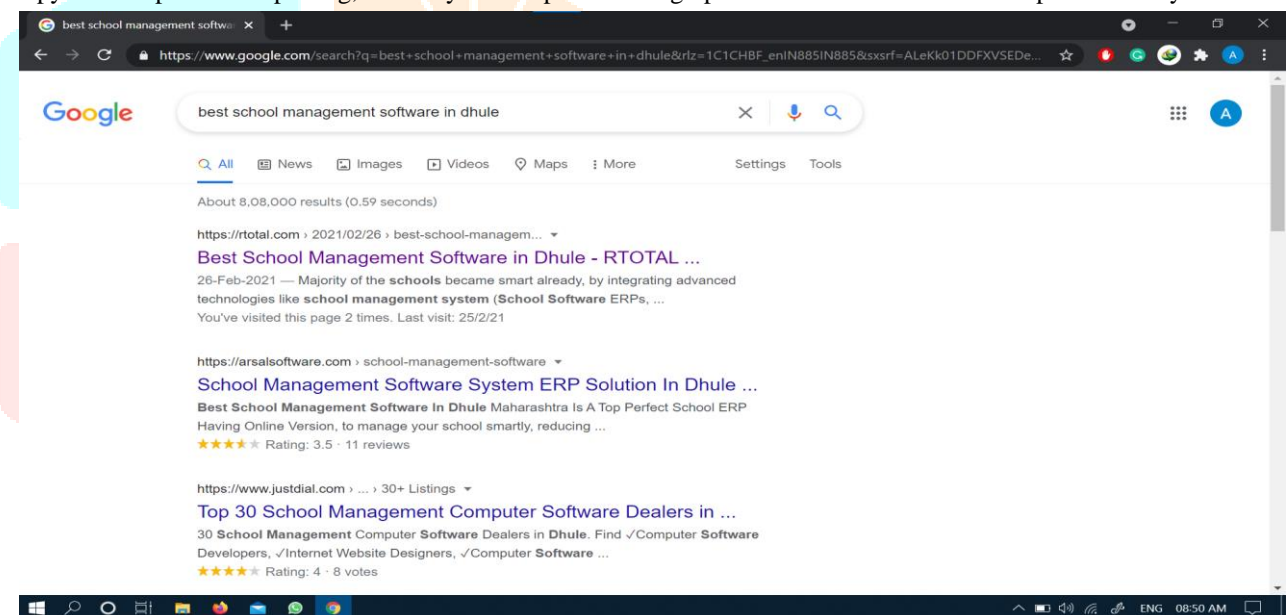 best school management softwa
https://www.google.com/search?q=best+school+management+software+in+dhule&rlz=1C1CHBF_enIN885IN885&sxsrf=ALeKk01DDFXVSEDe...
A
Google
best school management software in dhule
A
All News Images Videos Maps More Settings Tools
About 8,08,000 results (0.59 seconds)
https://rtotal.com › 2021/02/26 › best-school-managem...
Best School Management Software in Dhule - RTOTAL ...
26-Feb-2021 — Majority of the schools became smart already, by integrating advanced
technologies like school management system (School Software ERPs, ...
You've visited this page 2 times. Last visit: 25/2/21
https://arsalsoftware.com › school-management-software
School Management Software System ERP Solution In Dhule ...
Best School Management Software In Dhule Maharashtra Is A Top Perfect School ERP
Having Online Version, to manage your school smartly, reducing ...
Rating: 3.5 · 11 reviews
https://www.justdial.com › ... › 30+ Listings
Top 30 School Management Computer Software Dealers in ...
30 School Management Computer Software Dealers in Dhule. Find ✓Computer Software
Developers, ✓Internet Website Designers, ✓Computer Software ...
Rating: 4 · 8 votes
ENG 08:50 AM